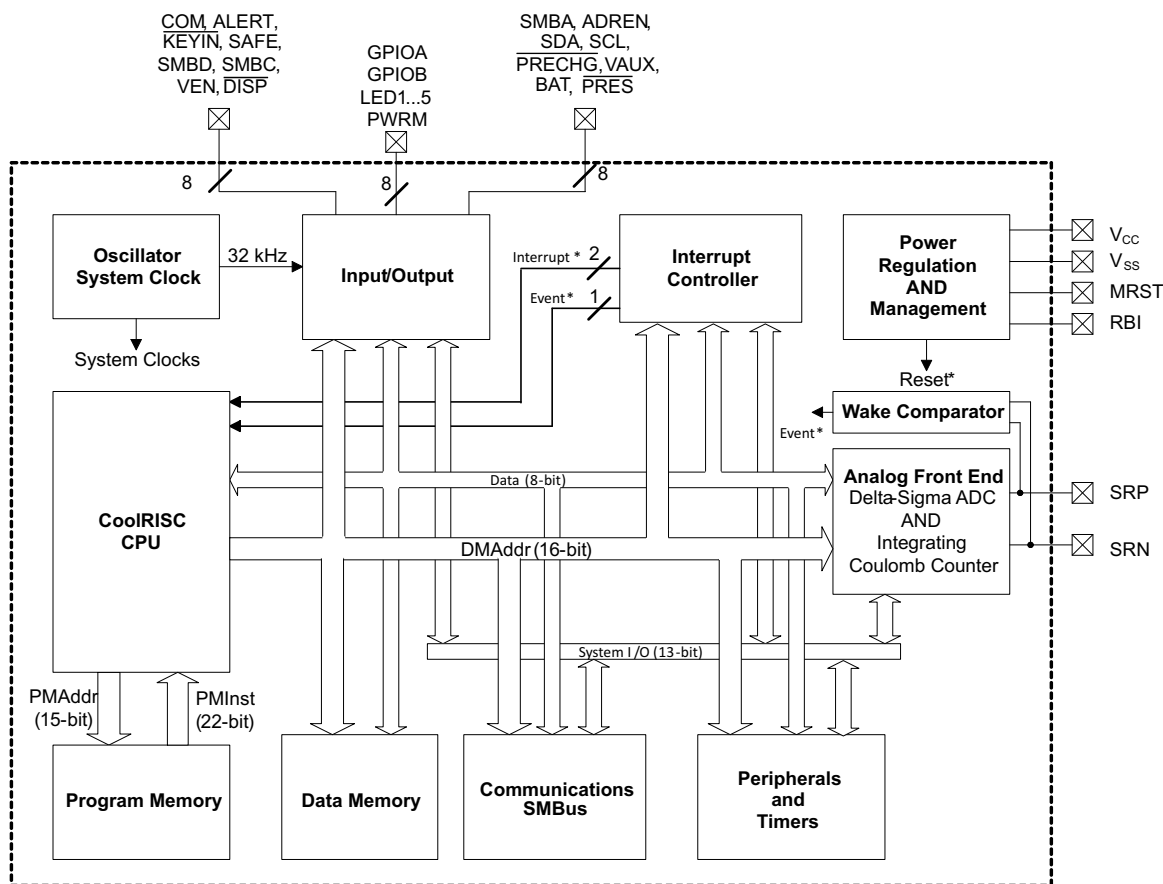 COM, ALERT,
KEYIN, SAFE,
SMBD, SMBC,
VEN, DISP
GPIOA
GPIOB
LED1...5
PWRM
SMBA, ADREN,
SDA, SCL,
PRECHG, VAUX,
BAT, PRES
8
8
8
Oscillator
System Clock
32 kHz
Input/Output
Interrupt *
2
Event*
1
Interrupt
Controller
Power
Regulation
AND
Management
VCC
VSS
MRST
RBI
System Clocks
Reset*
Wake Comparator
Event*
CoolRISC
CPU
Data (8-bit)
DMAddr (16-bit)
Analog Front End
Delta-Sigma ADC
AND
Integrating
Coulomb Counter
SRP
SRN
System I/O (13-bit)
PMAddr
(15-bit)
PMInst
(22-bit)
Program Memory
Data Memory
Communications
SMBus
Peripherals
and
Timers